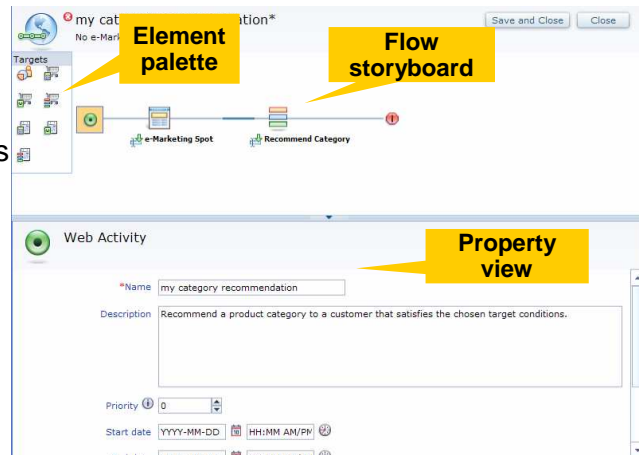 my cat ation*
No e-Mar
Save and Close
Close
Element palette
Flow storyboard
Targets
s
e-Marketing Spot
Recommend Category
Web Activity
Property view
*Name my category recommendation
Description Recommend a product category to a customer that satisfies the chosen target conditions.
Priority 0
Start date YYYY-MM-DD HH:MM AM/PM